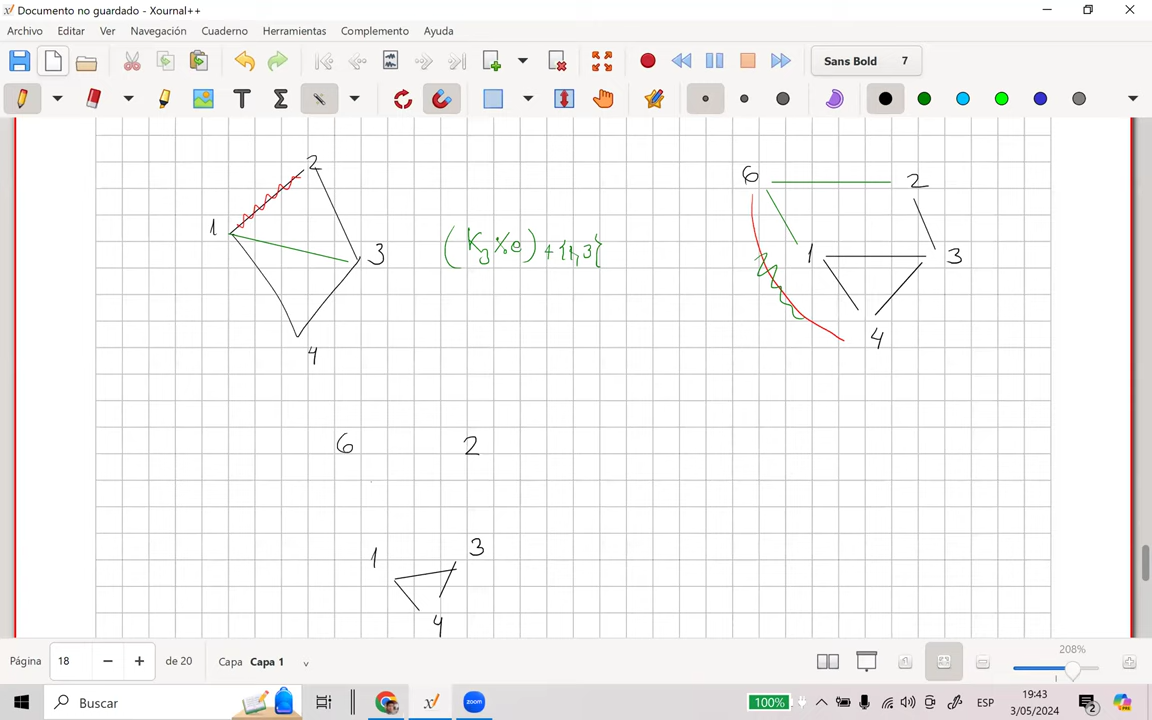 Documento no guardado - Xournal++
Archivo Editar Ver Navegación Cuaderno Herramientas Complemento Ayuda
Sans Bold 7
2
1
3
4
(K₃ % e) + {1,3}
6 2
1 3
4
6 2
1 3
4
Página 18 de 20 Capa Capa 1 208%
Buscar zoom 100% ESP 19:43 3/05/2024 2